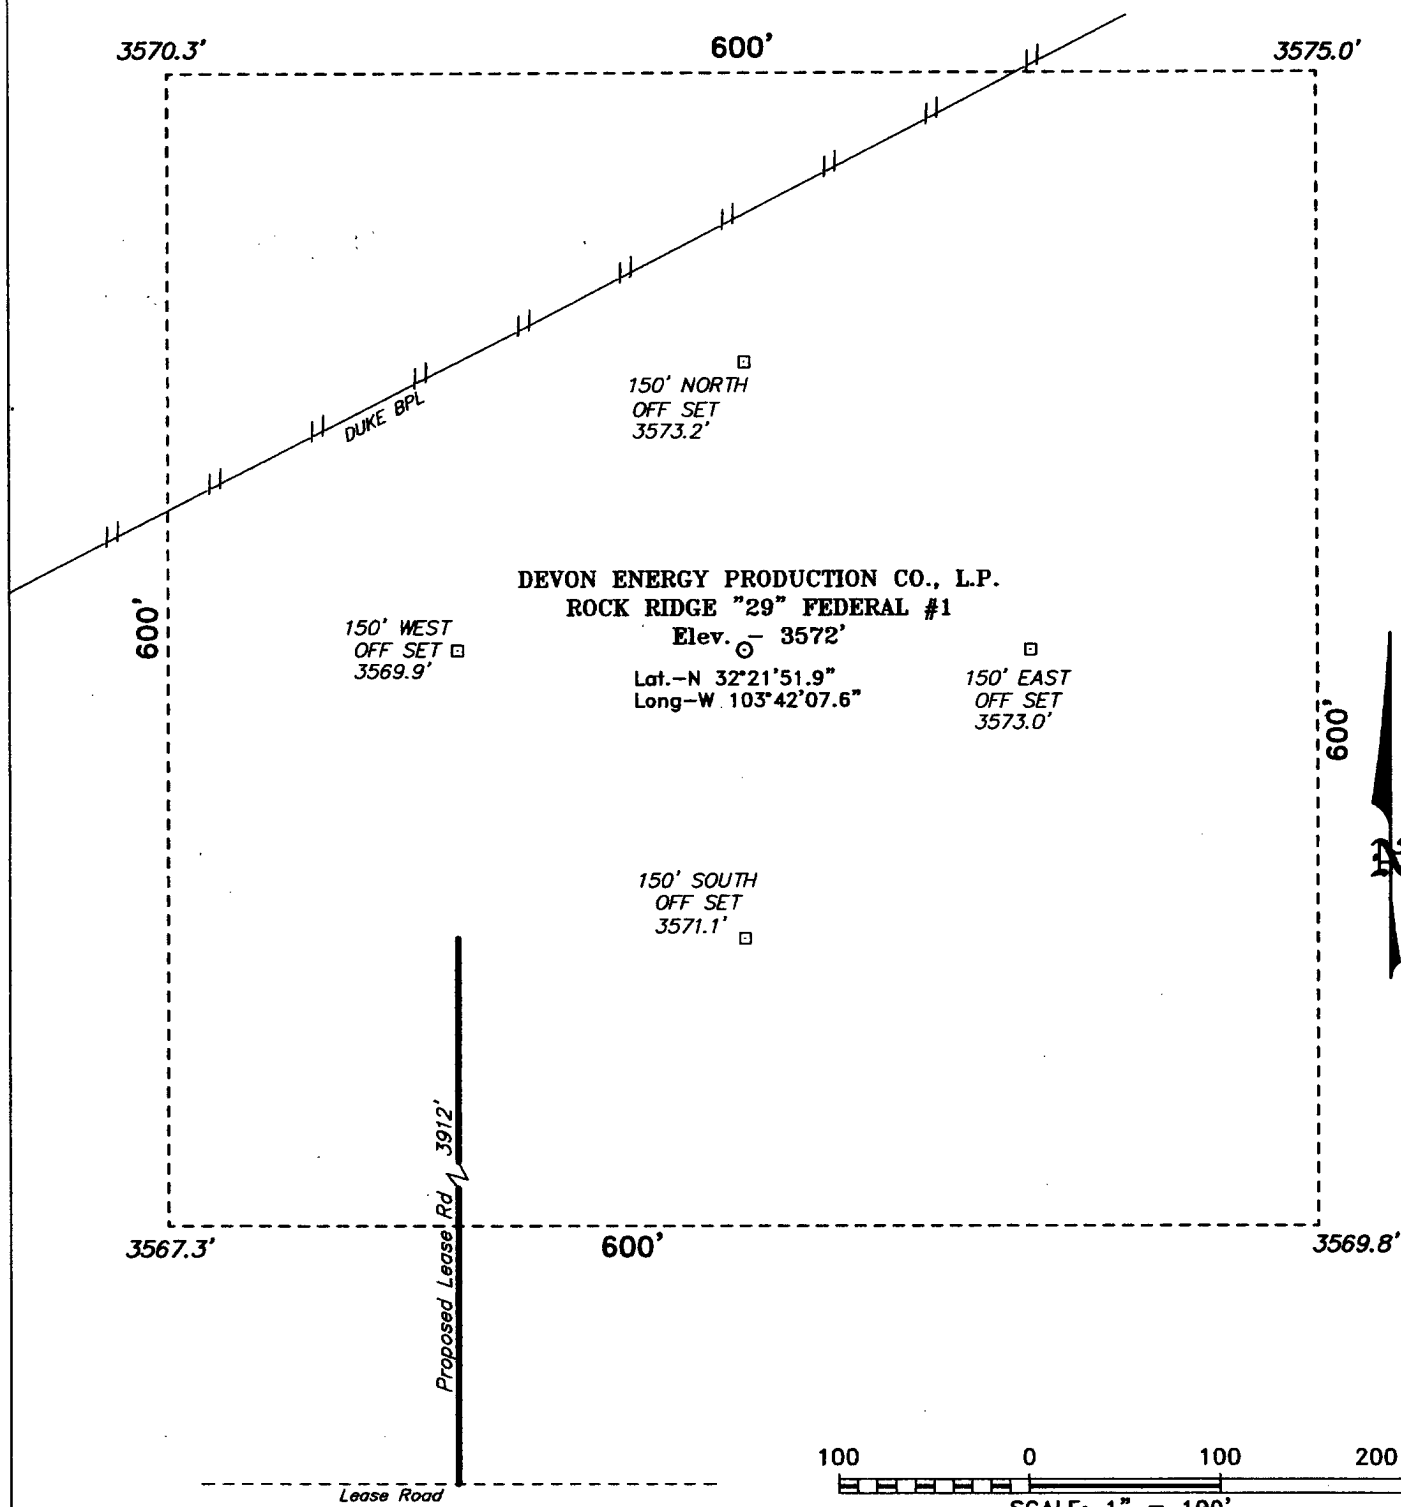 3570.3'
600'
3575.0'
150' NORTH
OFF SET
3573.2'
DUKE BPL
DEVON ENERGY PRODUCTION CO., L.P.
ROCK RIDGE "29" FEDERAL #1
Elev. - 3572'
Lat.-N 32°21'51.9"
Long-W 103°42'07.6"
600'
150' WEST
OFF SET
3569.9'
150' EAST
OFF SET
3573.0'
600'
N
150' SOUTH
OFF SET
3571.1'
Proposed Lease Rd 3912'
3567.3'
600'
3569.8'
Lease Road
100 0 100 200
SCALE: 1" = 100'